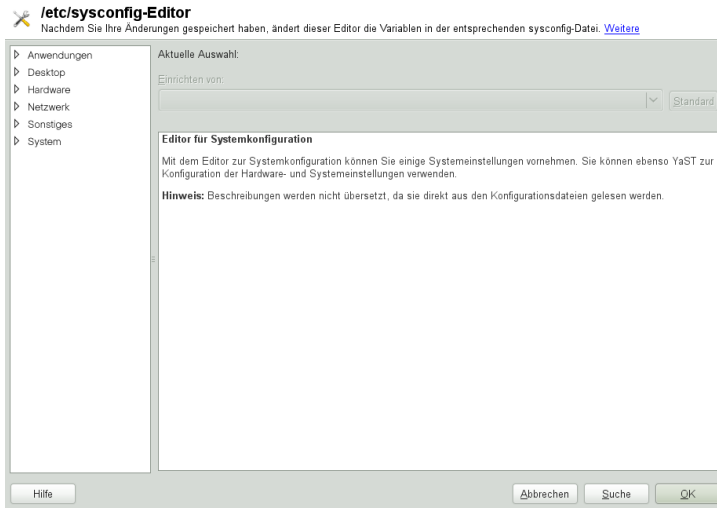 /etc/sysconfig-Editor
Nachdem Sie Ihre Änderungen gespeichert haben, ändert dieser Editor die Variablen in der entsprechenden sysconfig-Datei. Weitere
Anwendungen
Desktop
Hardware
Netzwerk
Sonstiges
System
Aktuelle Auswahl:
Einrichten von:
Standard
Editor für Systemkonfiguration
Mit dem Editor zur Systemkonfiguration können Sie einige Systemeinstellungen vornehmen. Sie können ebenso YaST zur
Konfiguration der Hardware- und Systemeinstellungen verwenden.
Hinweis: Beschreibungen werden nicht übersetzt, da sie direkt aus den Konfigurationsdateien gelesen werden.
Hilfe
Abbrechen
Suche
OK